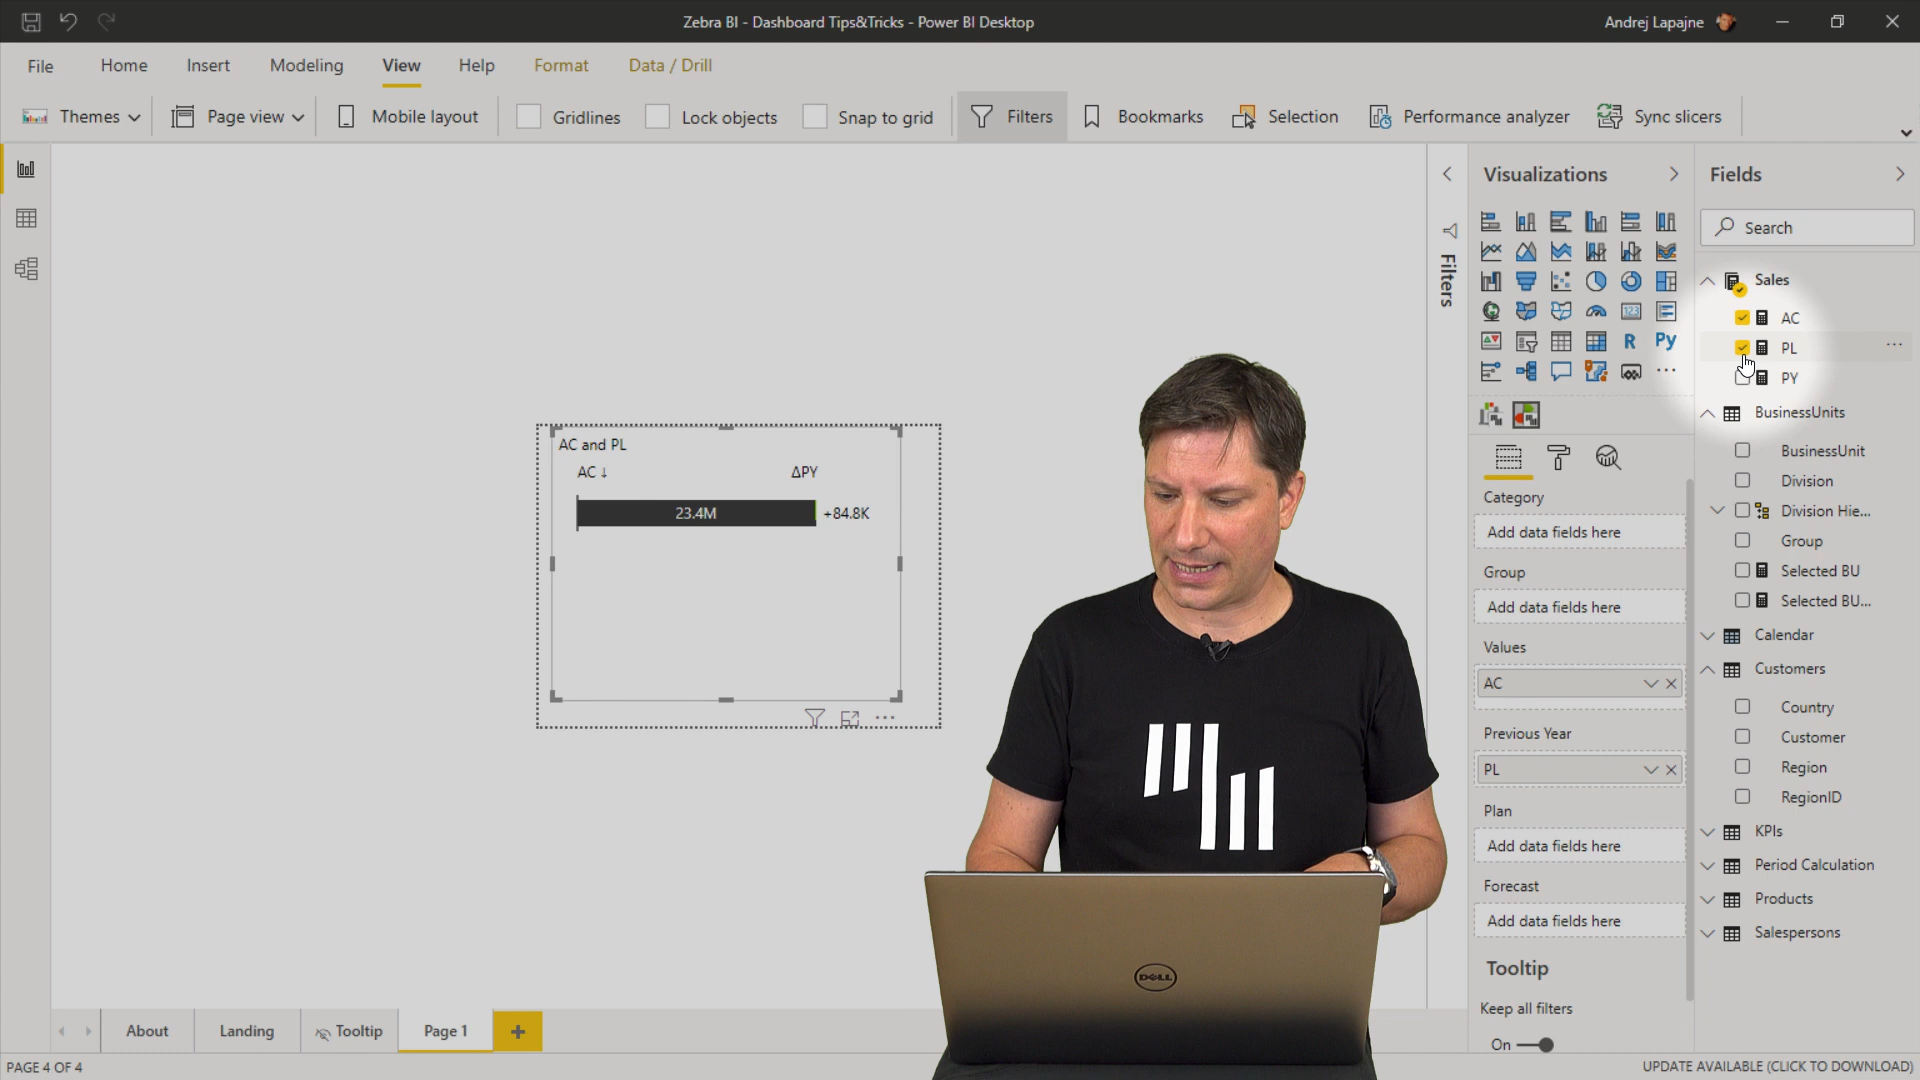 Zebra BI - Dashboard Tips&Tricks - Power BI Desktop
Andrej Lapajne
File
Home
Insert
Modeling
View
Help
Format
Data / Drill
Themes
Page view
Mobile layout
Gridlines
Lock objects
Snap to grid
Filters
Bookmarks
Selection
Performance analyzer
Sync slicers
AC and PL
AC ↓
ΔPY
23.4M
+84.8K
Filters
Visualizations
123
R
Py
Category
Add data fields here
Group
Add data fields here
Values
AC
Previous Year
PL
Plan
Add data fields here
Forecast
Add data fields here
Tooltip
Keep all filters
On
Fields
Search
Sales
AC
PL
PY
BusinessUnits
BusinessUnit
Division
Division Hie...
Group
Selected BU
Selected BU...
Calendar
Customers
Country
Customer
Region
RegionID
KPIs
Period Calculation
Products
Salespersons
DELL
About
Landing
Tooltip
Page 1
PAGE 4 OF 4
UPDATE AVAILABLE (CLICK TO DOWNLOAD)